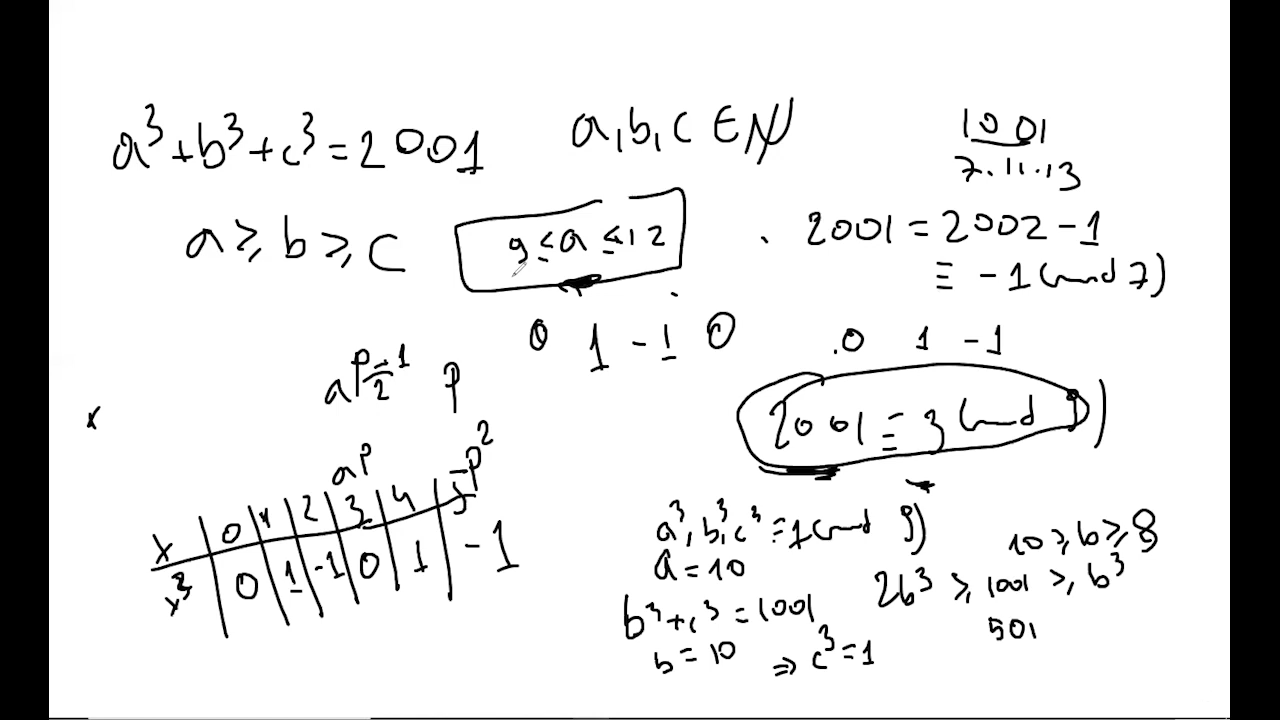 a³+b³+c³=2001
a,b,c ∈ ℕ
1001
7.11.13
a ≥ b ≥ c
9 ≤ a ≤ 12
2001 = 2002 - 1
≡ -1 (mod 7)
0 1 -1 0
0 1 -1
a^(p-1)/2 p
2001 ≡ 3 (mod 9)
x
a^p p²
x 0 1 2 3 4 5
x³ 0 1 -1 0 1 -1
a³, b³, c³ ≡ 1 (mod 9)
a = 10
10 ≥ b ≥ 8
b³+c³ = 1001
2b³ ≥ 1001 ≥ b³
501
b = 10 ⇒ c³ = 1